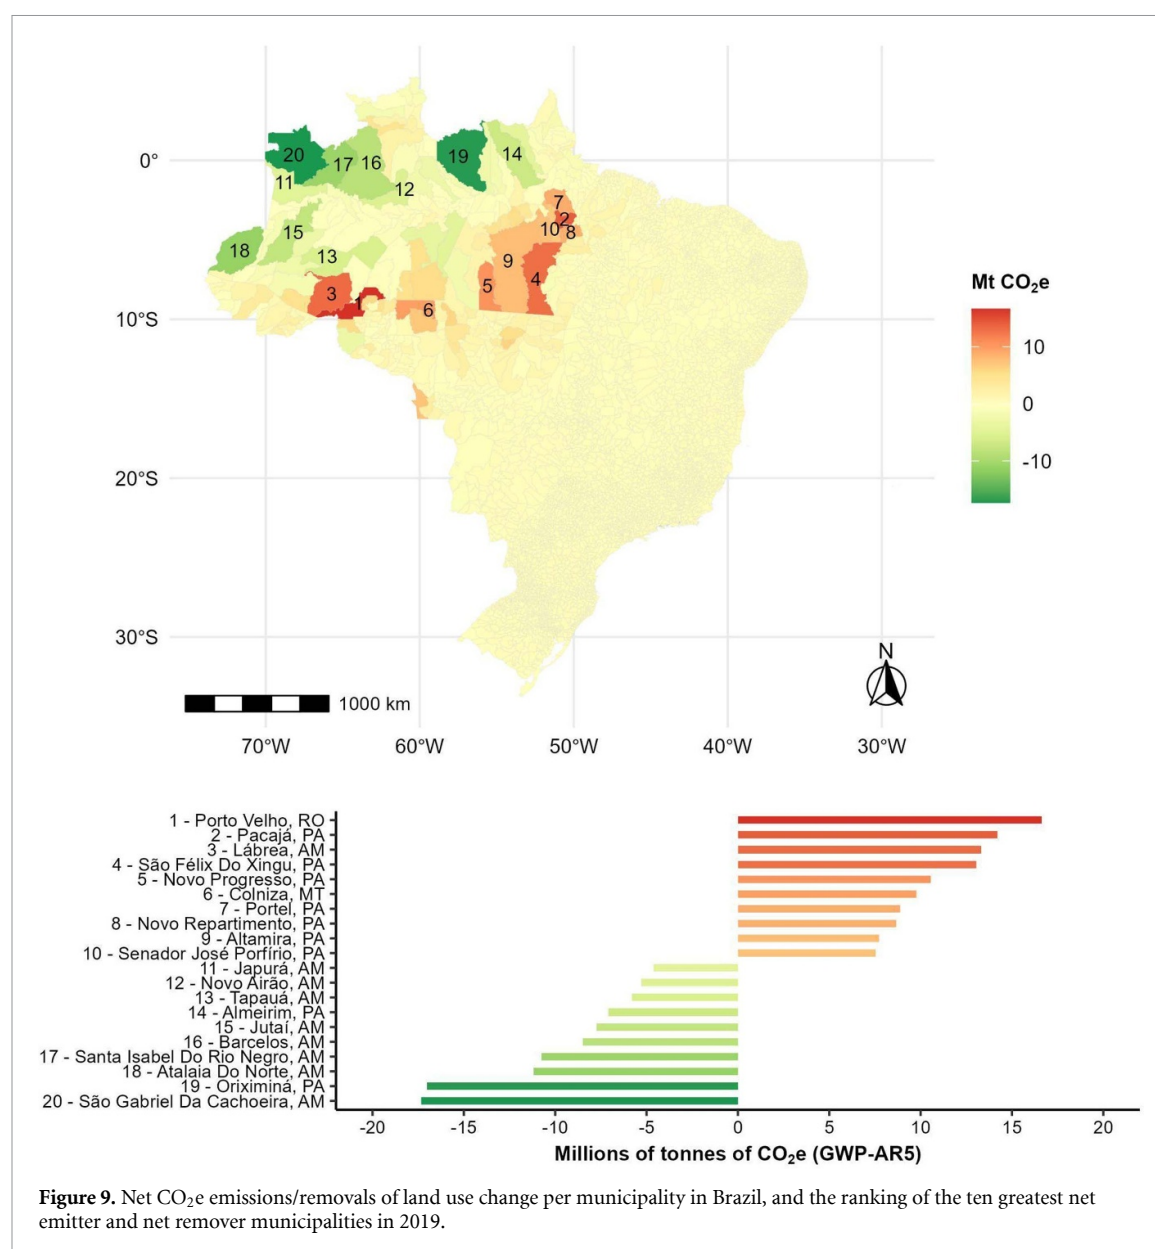 0°
10°S
20°S
30°S
20
17
16
11
12
19
14
15
18
13
3
1
6
7
2
10
8
9
5
4
Mt CO₂e
10
0
-10
N
1000 km
70°W
60°W
50°W
40°W
30°W
1 - Porto Velho, RO
2 - Pacajá, PA
3 - Lábrea, AM
4 - São Félix Do Xingu, PA
5 - Novo Progresso, PA
6 - Colniza, MT
7 - Portel, PA
8 - Novo Repartimento, PA
9 - Altamira, PA
10 - Senador José Porfírio, PA
11 - Japurá, AM
12 - Novo Airão, AM
13 - Tapauá, AM
14 - Almeirim, PA
15 - Jutaí, AM
16 - Barcelos, AM
17 - Santa Isabel Do Rio Negro, AM
18 - Atalaia Do Norte, AM
19 - Oriximiná, PA
20 - São Gabriel Da Cachoeira, AM
-20
-15
-10
-5
0
5
10
15
20
Millions of tonnes of CO₂e (GWP-AR5)
Figure 9. Net CO₂e emissions/removals of land use change per municipality in Brazil, and the ranking of the ten greatest net
emitter and net remover municipalities in 2019.